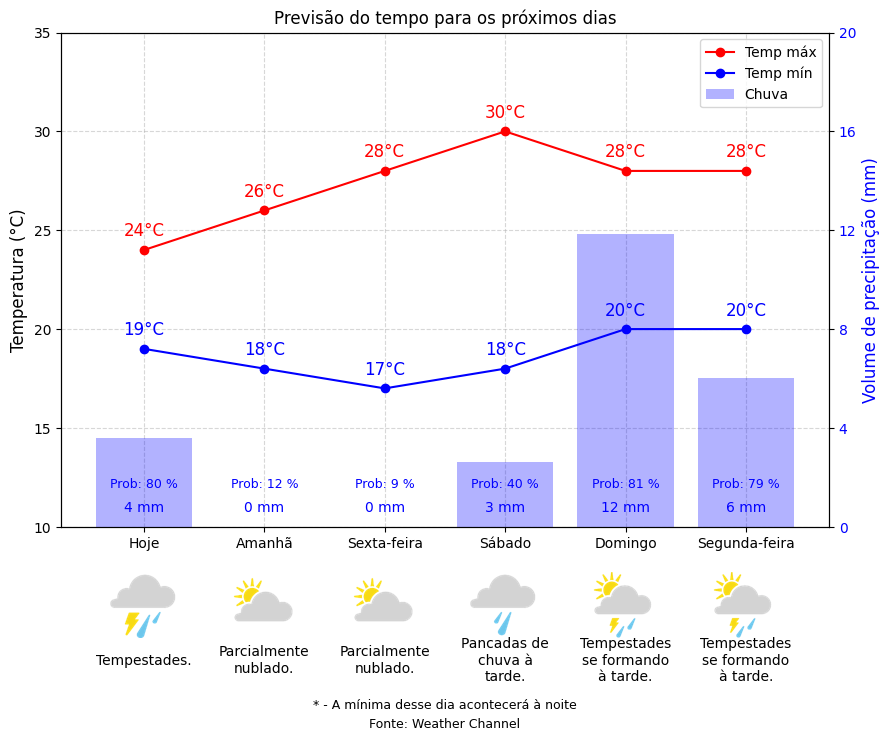 Previsão do tempo para os próximos dias
35
30
25
20
15
10
Temperatura (°C)
20
16
12
8
4
0
Volume de precipitação (mm)
Temp máx
Temp mín
Chuva
24°C
26°C
28°C
30°C
28°C
28°C
19°C
18°C
17°C
18°C
20°C
20°C
Prob: 80 %
Prob: 12 %
Prob: 9 %
Prob: 40 %
Prob: 81 %
Prob: 79 %
4 mm
0 mm
0 mm
3 mm
12 mm
6 mm
Hoje
Amanhã
Sexta-feira
Sábado
Domingo
Segunda-feira
Tempestades.
Parcialmente
nublado.
Parcialmente
nublado.
Pancadas de
chuva à
tarde.
Tempestades
se formando
à tarde.
Tempestades
se formando
à tarde.
* - A mínima desse dia acontecerá à noite
Fonte: Weather Channel